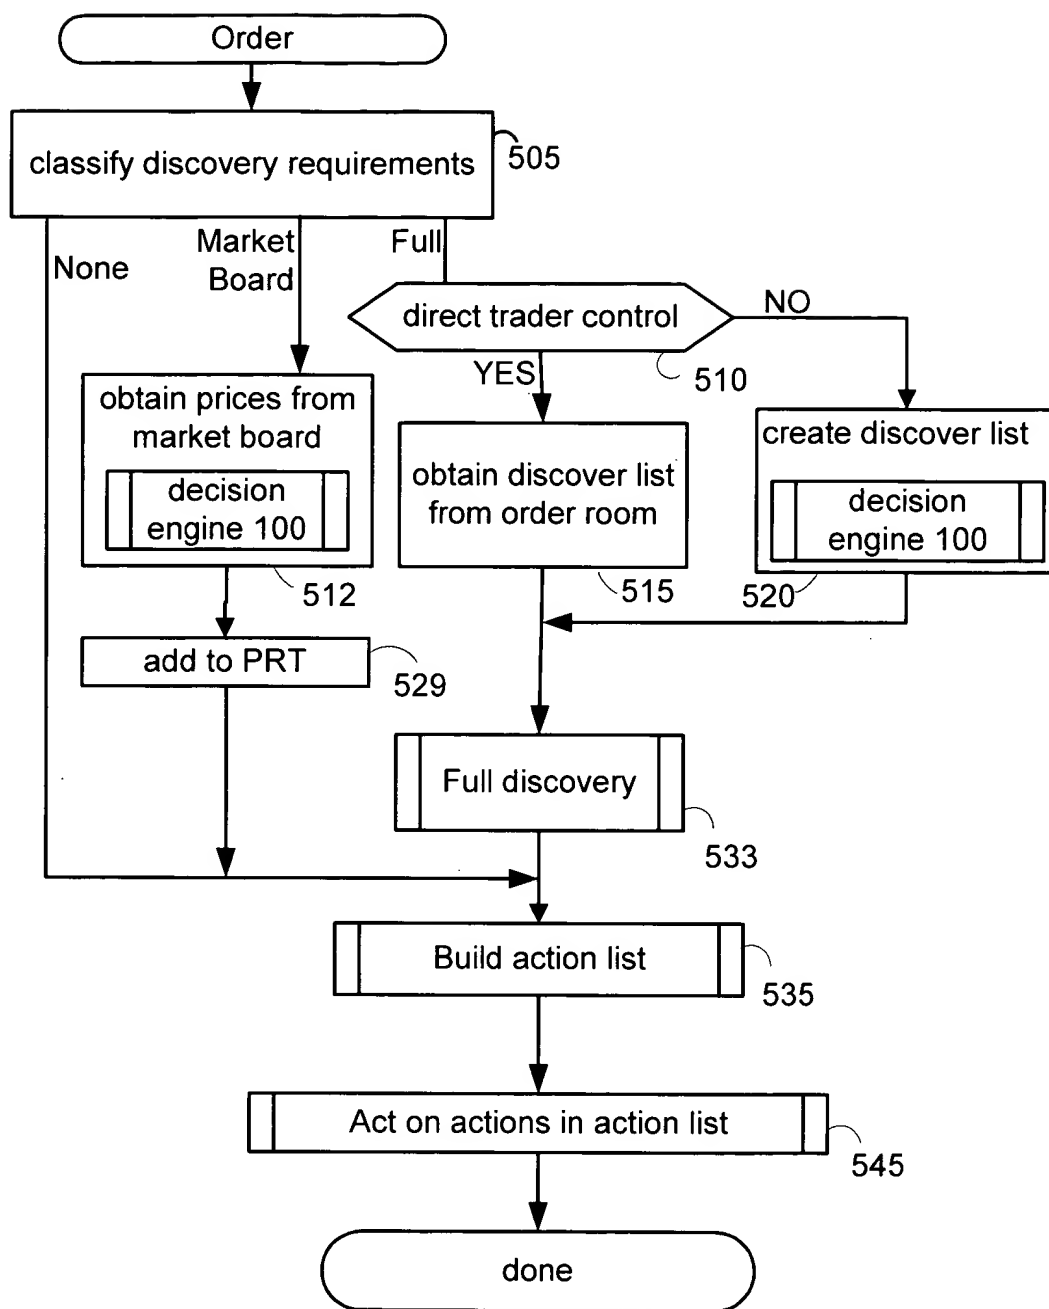 Order
classify discovery requirements
505
None
Market
Board
Full
direct trader control
NO
YES
510
obtain prices from
market board
decision
engine 100
512
obtain discover list
from order room
515
create discover list
decision
engine 100
520
add to PRT
529
Full discovery
533
Build action list
535
Act on actions in action list
545
done